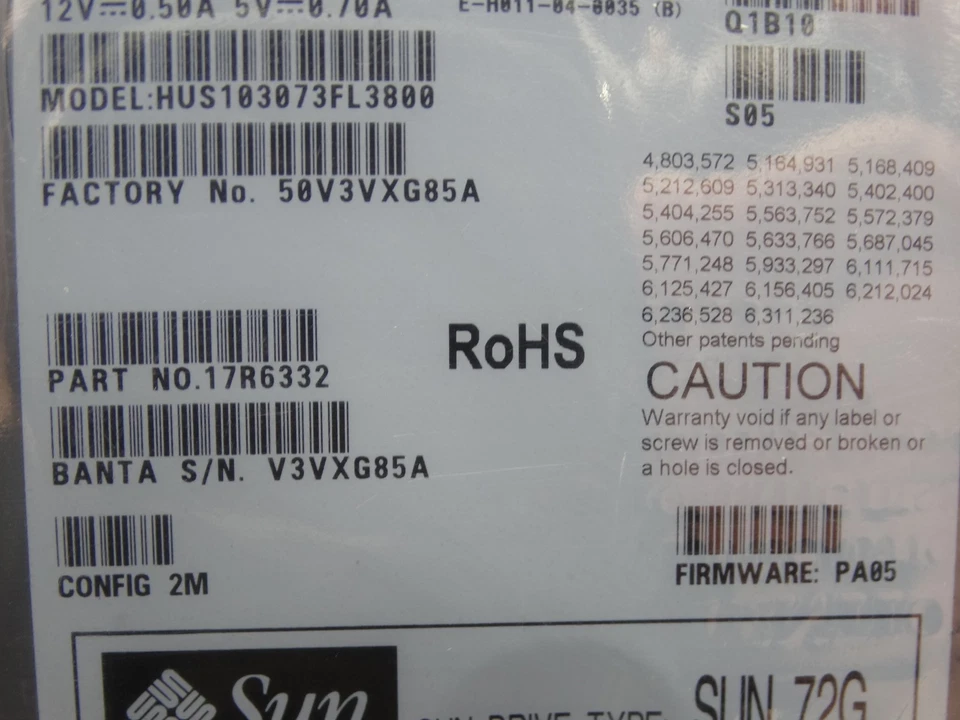 12V⎓0.50A 5V⎓0.70A
E-H011-04-6035 (B)
Q1B10
MODEL:HUS103073FL3800
S05
FACTORY No. 50V3VXG85A
4,803,572 5,164,931 5,168,409
5,212,609 5,313,340 5,402,400
5,404,255 5,563,752 5,572,379
5,606,470 5,633,766 5,687,045
5,771,248 5,933,297 6,111,715
6,125,427 6,156,405 6,212,024
6,236,528 6,311,236
Other patents pending
RoHS
PART NO.17R6332
CAUTION
Warranty void if any label or
screw is removed or broken or
a hole is closed.
BANTA S/N. V3VXG85A
CONFIG 2M
FIRMWARE: PA05
Sun
SUN DRIVE TYPE
SUN 72G